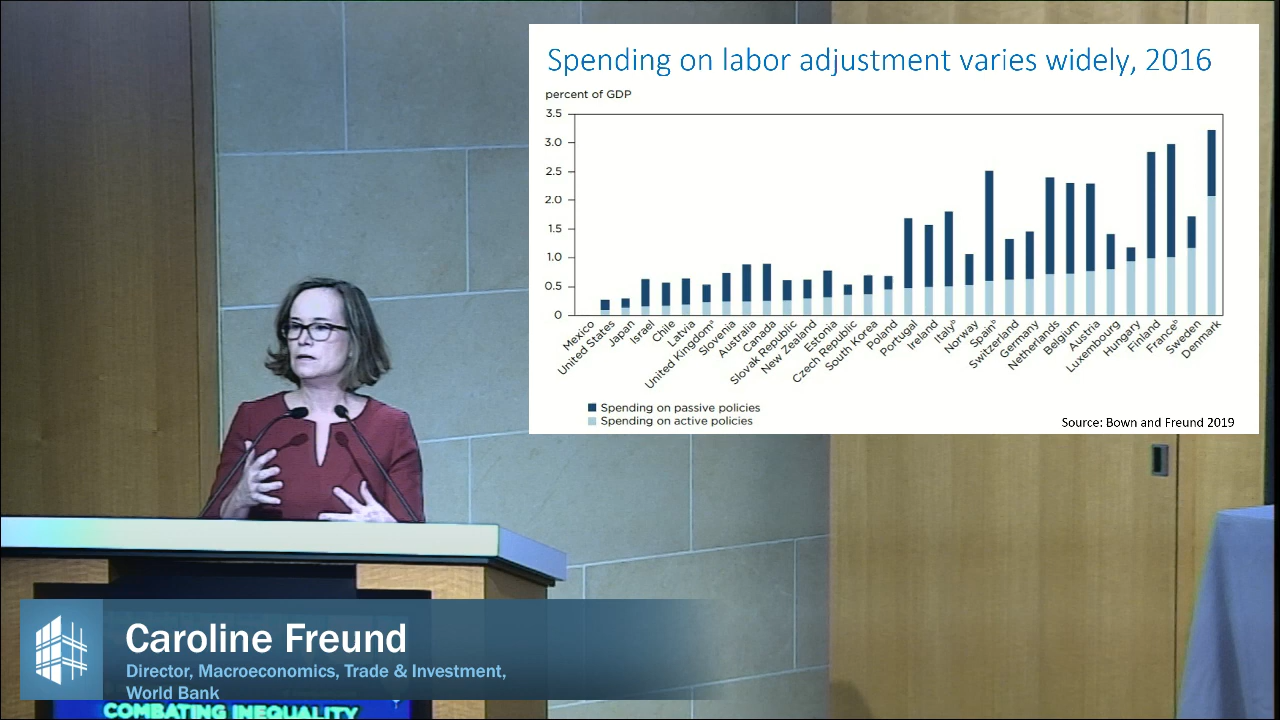 Spending on labor adjustment varies widely, 2016
percent of GDP
3.5
3.0
2.5
2.0
1.5
1.0
0.5
0
Mexico
United States
Japan
Israel
Chile
Latvia
United Kingdomᵃ
Slovenia
Australia
Canada
Slovak Republic
New Zealand
Estonia
Czech Republic
South Korea
Poland
Portugal
Ireland
Italyᵇ
Norway
Spainᵇ
Switzerland
Germany
Netherlands
Belgium
Austria
Luxembourg
Hungary
Finland
Franceᵇ
Sweden
Denmark
Spending on passive policies
Spending on active policies
Source: Bown and Freund 2019
Caroline Freund
Director, Macroeconomics, Trade & Investment,
World Bank
COMBATING INEQUALITY